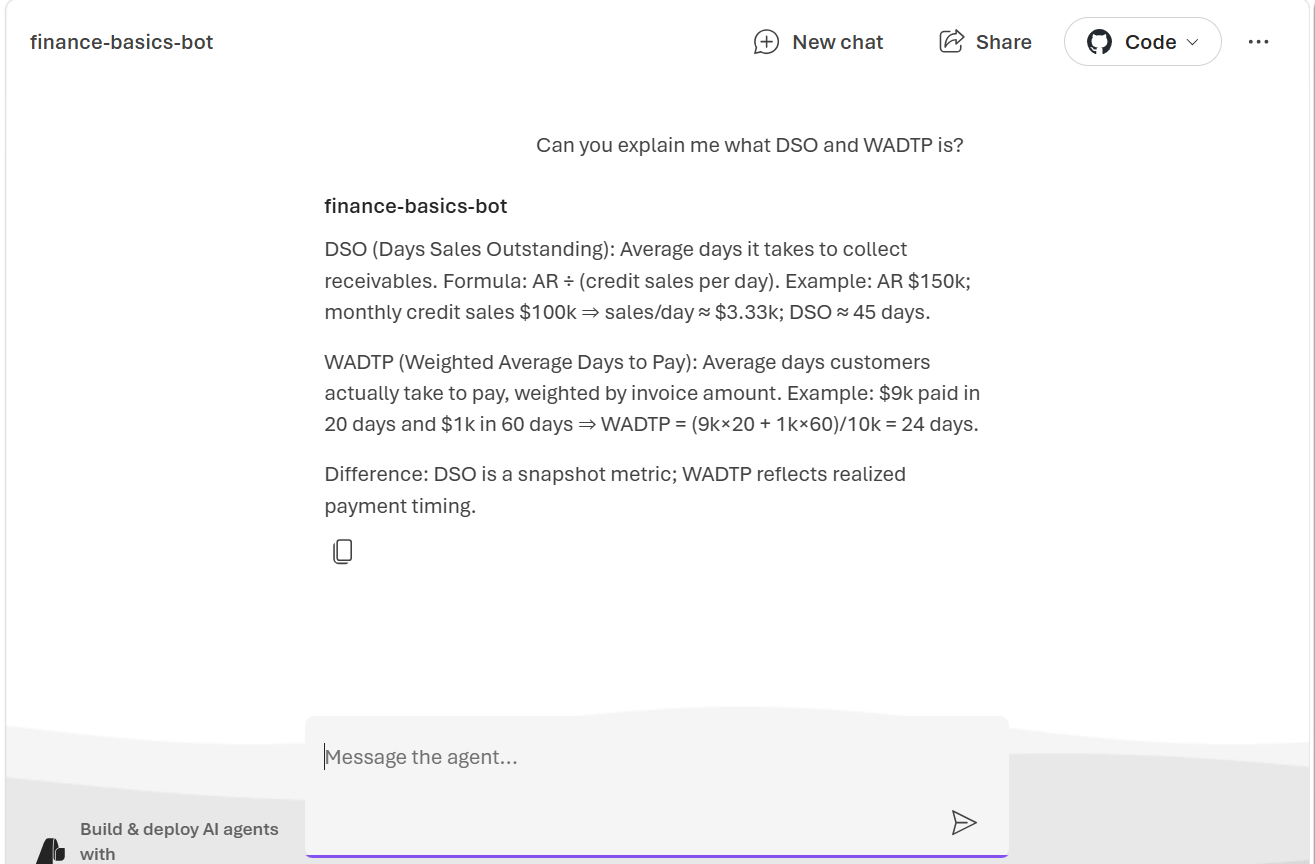 finance-basics-bot
New chat
Share
Code
Can you explain me what DSO and WADTP is?
finance-basics-bot
DSO (Days Sales Outstanding): Average days it takes to collect
receivables. Formula: AR ÷ (credit sales per day). Example: AR $150k;
monthly credit sales $100k ⇒ sales/day ≈ $3.33k; DSO ≈ 45 days.
WADTP (Weighted Average Days to Pay): Average days customers
actually take to pay, weighted by invoice amount. Example: $9k paid in
20 days and $1k in 60 days ⇒ WADTP = (9k×20 + 1k×60)/10k = 24 days.
Difference: DSO is a snapshot metric; WADTP reflects realized
payment timing.
Message the agent...
Build & deploy AI agents
with